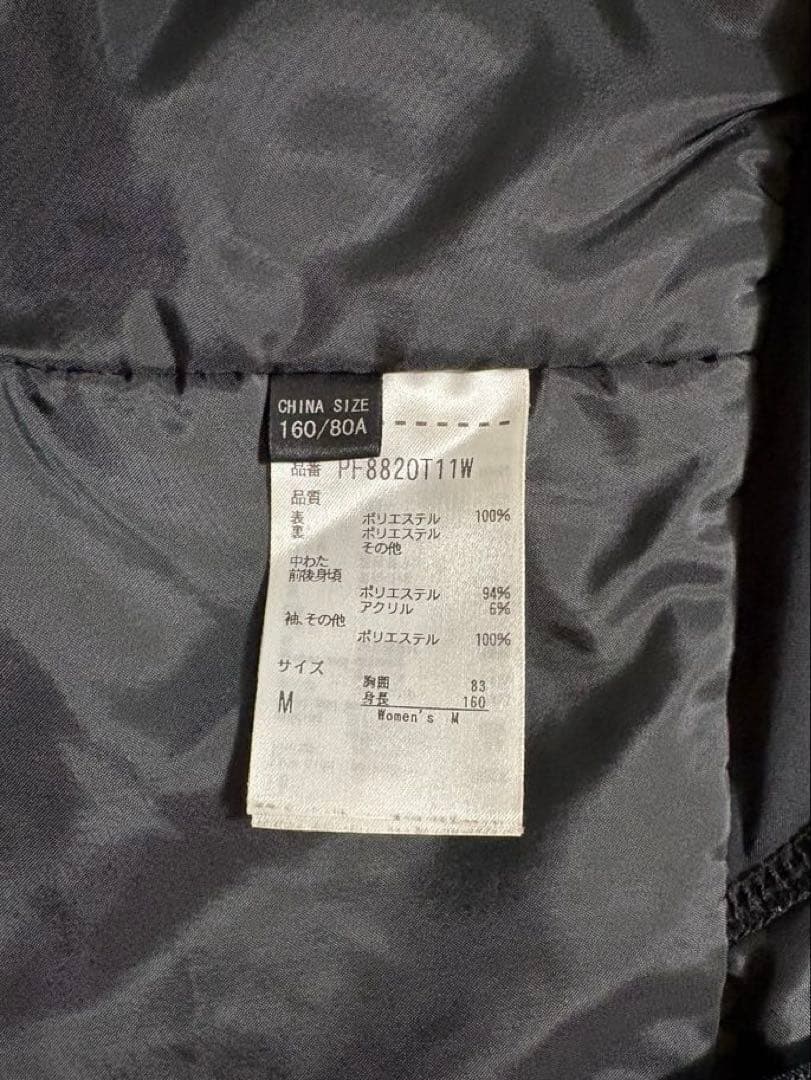 CHINA SIZE
160/80A
品番 PF8820T11W
品質
表 ポリエステル 100%
裏 ポリエステル
その他
中わた
前後身頃
ポリエステル 94%
アクリル 6%
袖、その他
ポリエステル 100%
サイズ
胸囲 83
M 身長 160
Women's M